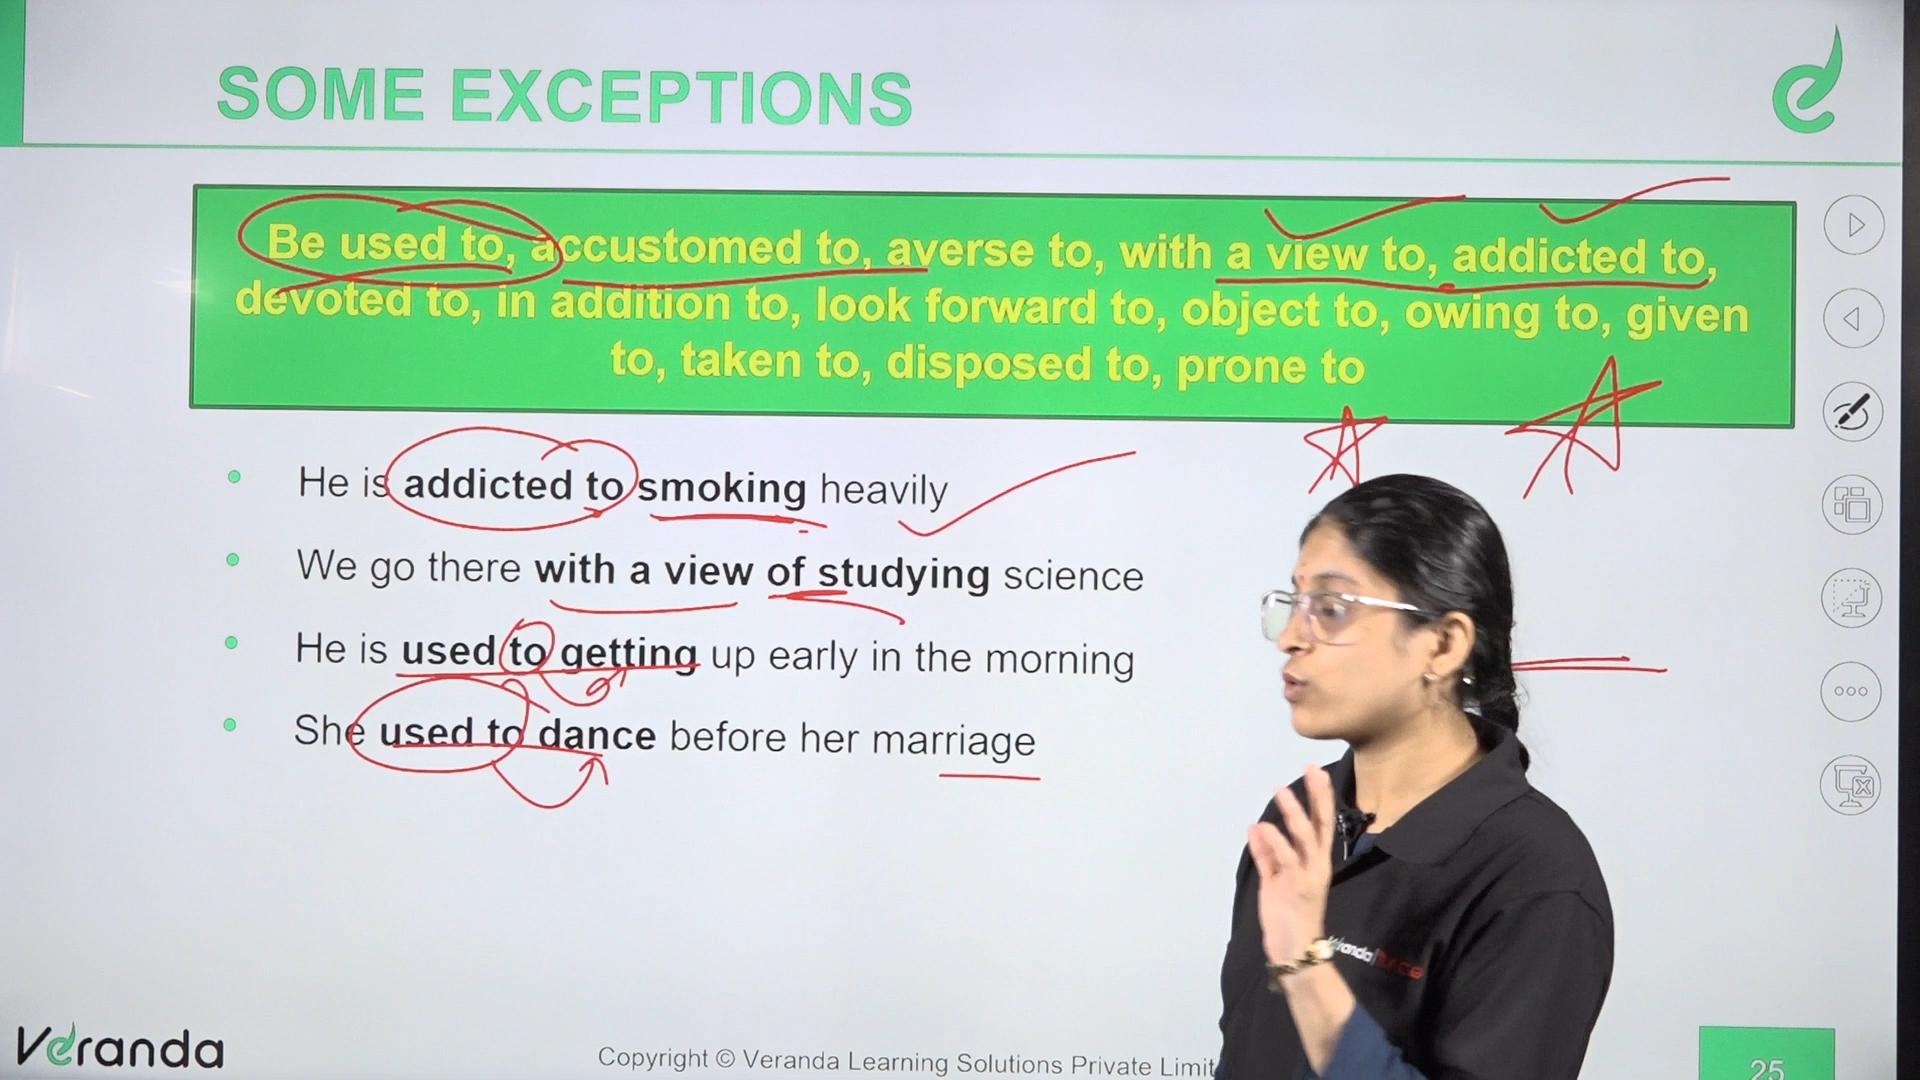 SOME EXCEPTIONS
Be used to, accustomed to, averse to, with a view to, addicted to,
devoted to, in addition to, look forward to, object to, owing to, given
to, taken to, disposed to, prone to
• He is addicted to smoking heavily
• We go there with a view of studying science
• He is used to getting up early in the morning
• She used to dance before her marriage
Veranda
Copyright © Veranda Learning Solutions Private Limit
25